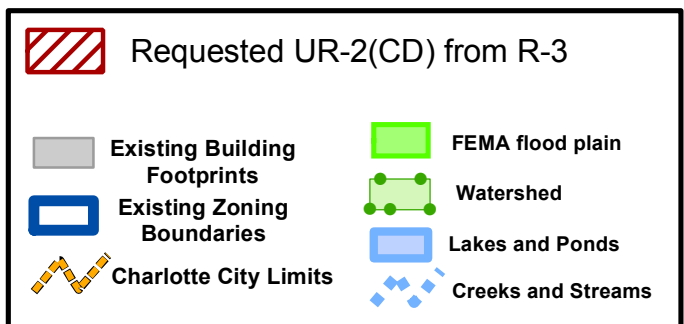 Requested UR-2(CD) from R-3
Existing Building
Footprints
Existing Zoning
Boundaries
Charlotte City Limits
FEMA flood plain
Watershed
Lakes and Ponds
Creeks and Streams